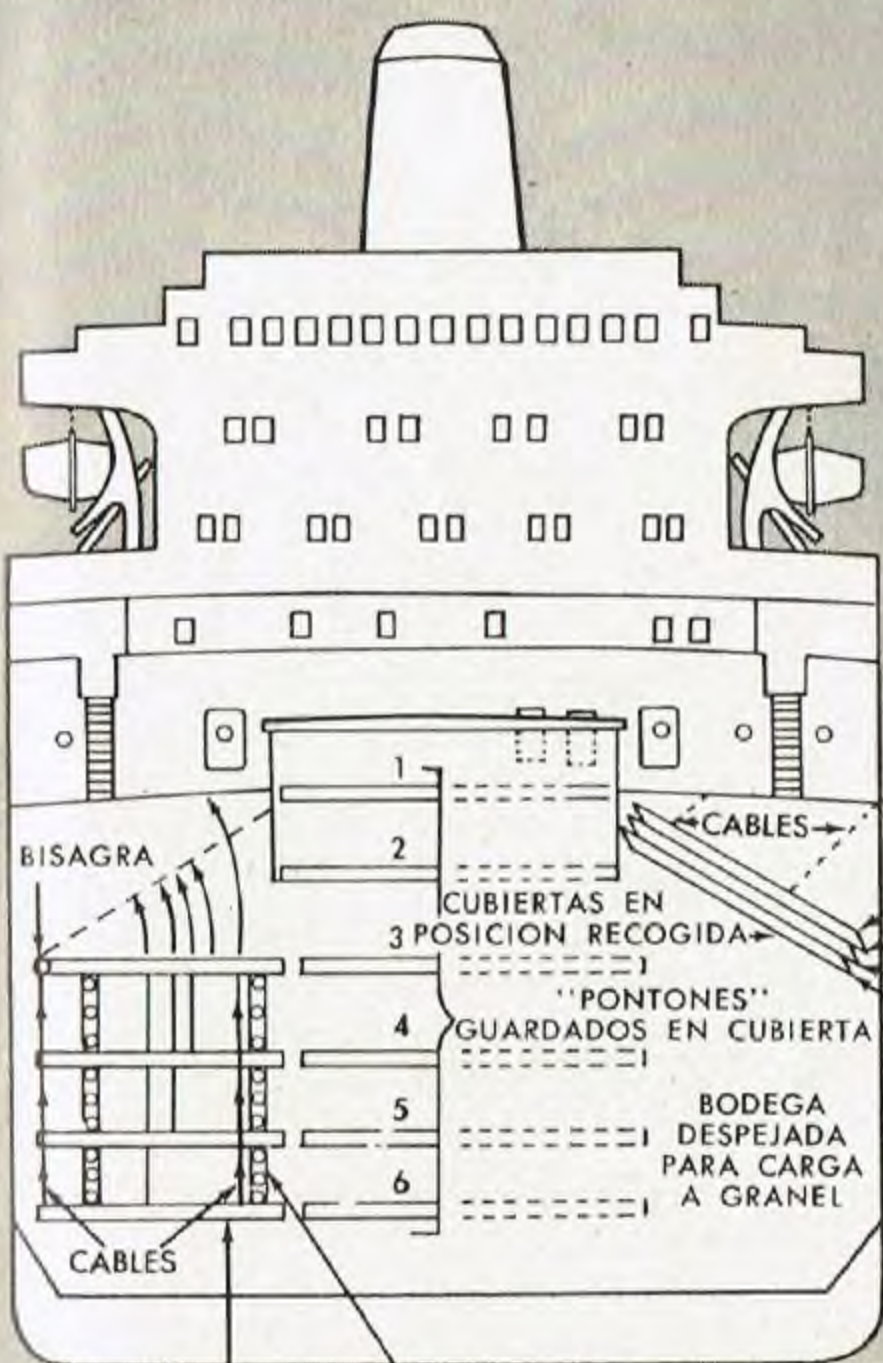 1
CABLES
BISAGRA
2
CUBIERTAS EN
3 POSICION RECOGIDA
"PONTONES"
4 GUARDADOS EN CUBIERTA
5
BODEGA
DESPEJADA
PARA CARGA
A GRANEL
6
CABLES